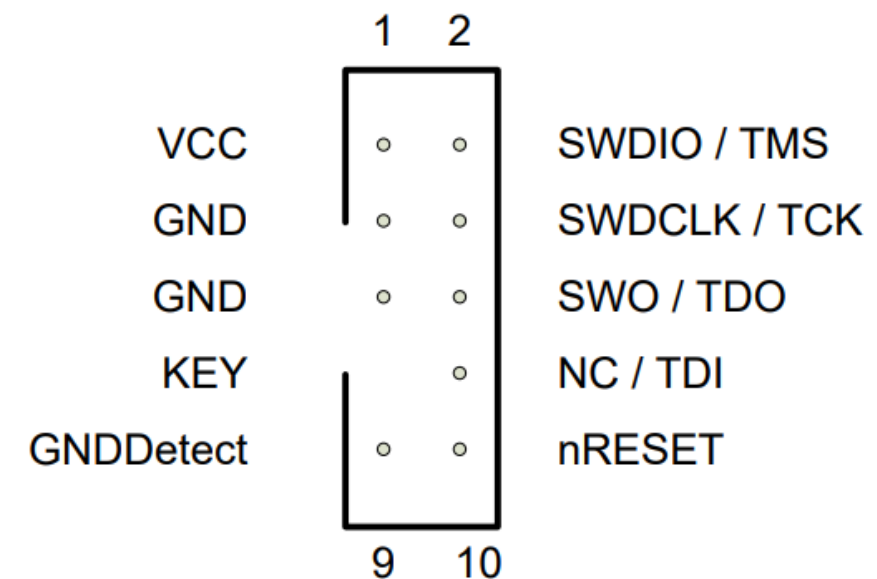 1 2
VCC SWDIO / TMS
GND SWDCLK / TCK
GND SWO / TDO
KEY NC / TDI
GNDDetect nRESET
9 10